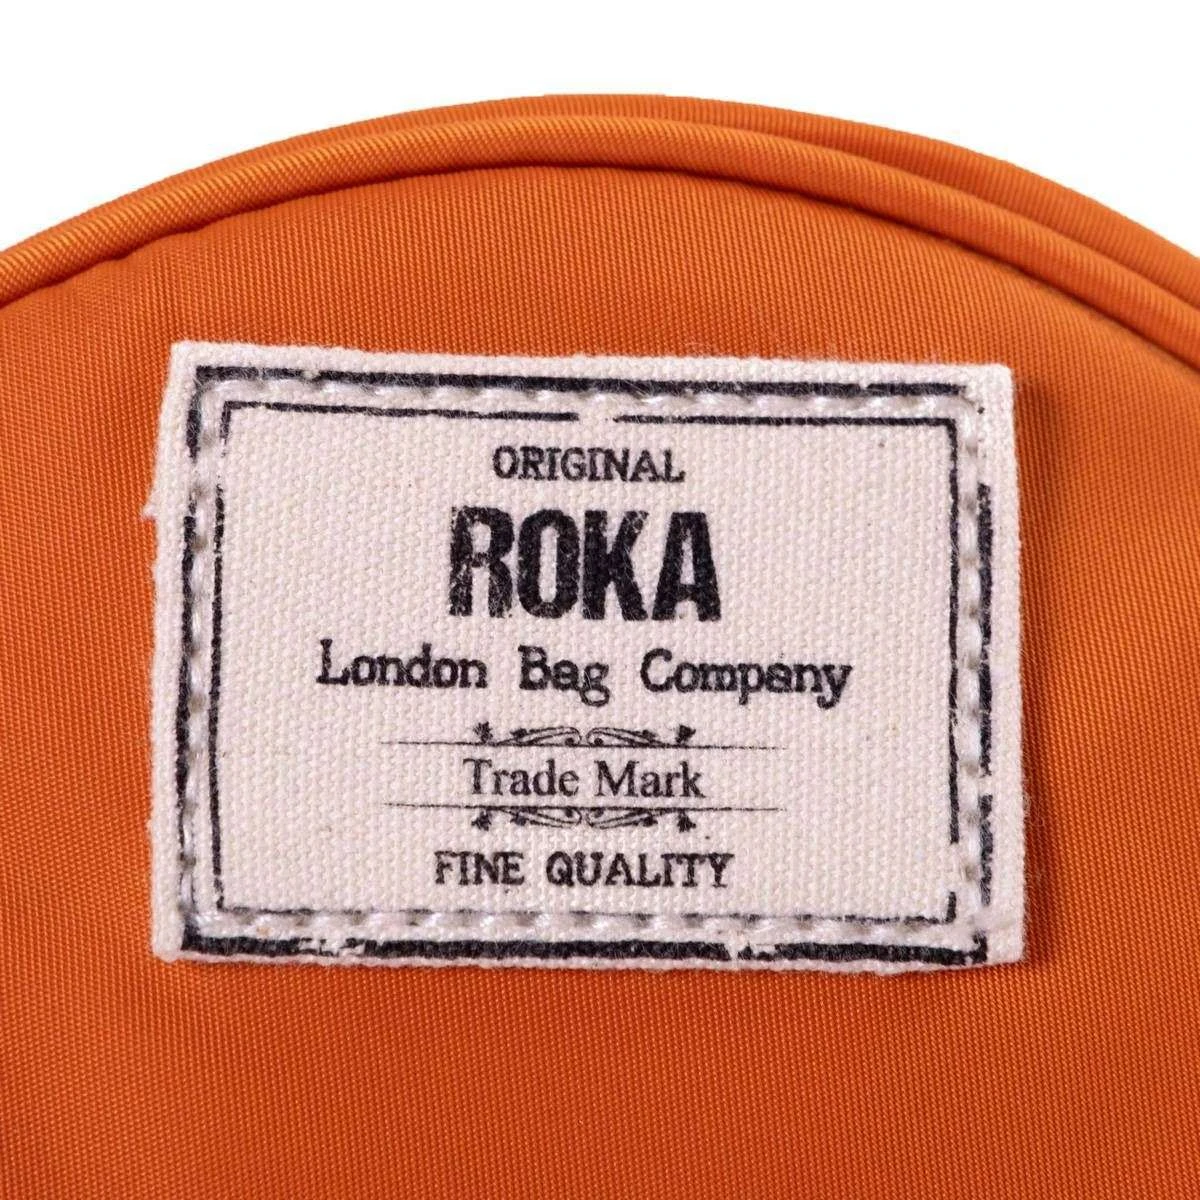 ORIGINAL
ROKA
London Bag Company
Trade Mark
FINE QUALITY